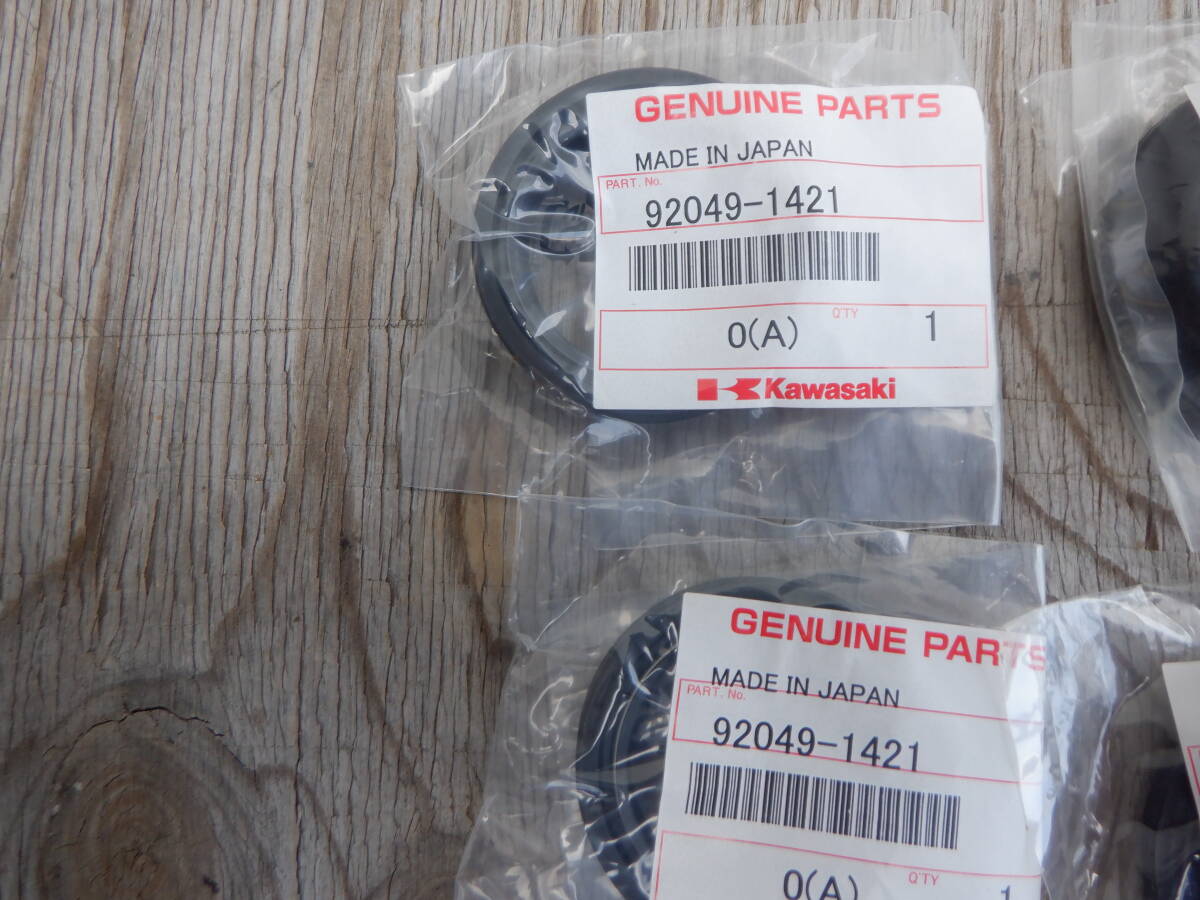 GENUINE PARTS
MADE IN JAPAN
PART. No.
92049-1421
Q'TY
0(A) 1
Kawasaki
GENUINE PARTS
MADE IN JAPAN
PART. No.
92049-1421
Q'TY
0(A) 1